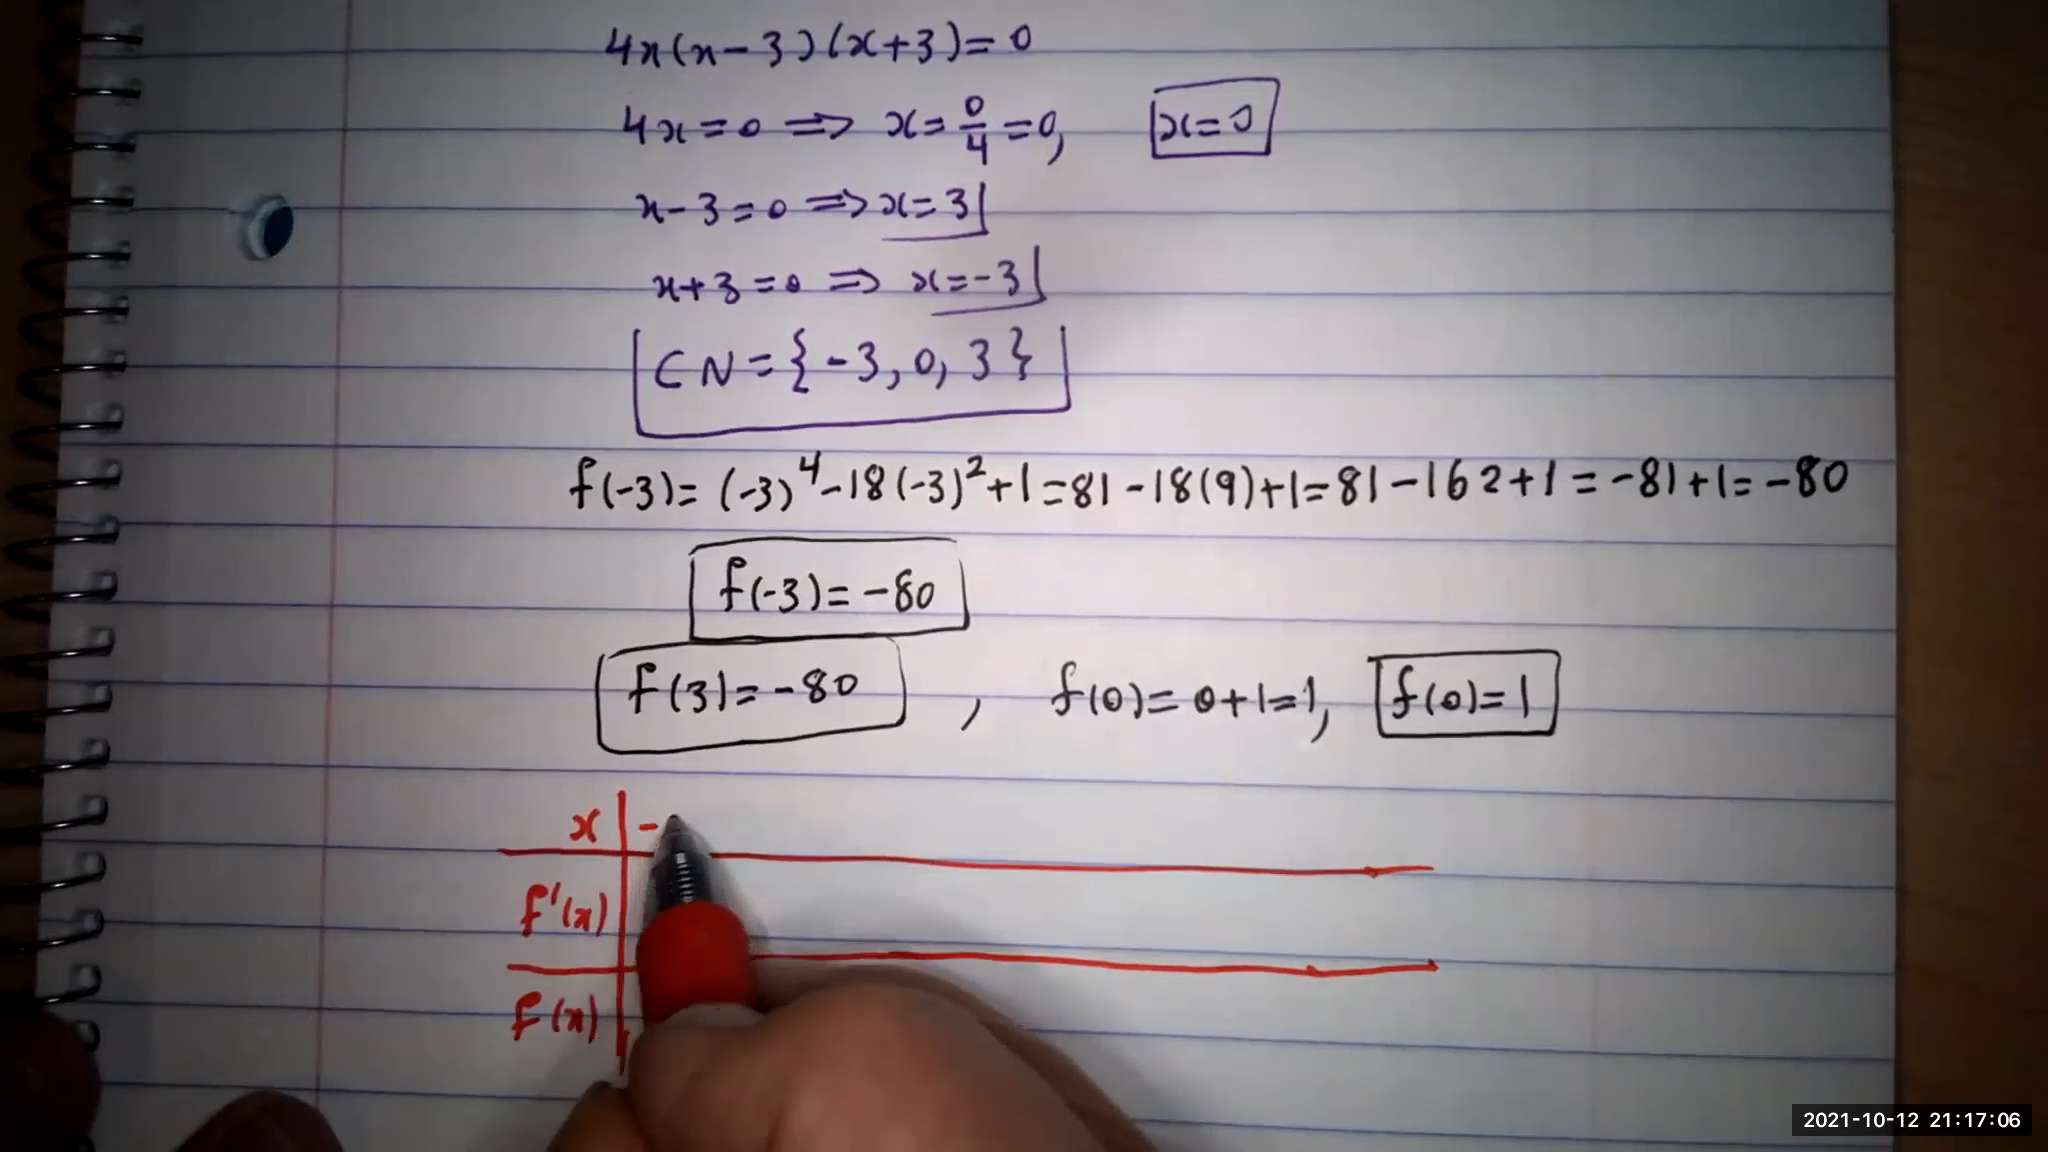 4x(x-3)(x+3)=0
4x=0 ⟹ x=0/4=0, x=0
x-3=0 ⟹ x=3
x+3=0 ⟹ x=-3
CN={-3,0,3}
f(-3)=(-3)⁴-18(-3)²+1=81-18(9)+1=81-162+1=-81+1=-80
f(-3)=-80
f(3)=-80 , f(0)=0+1=1, f(0)=1
x -
f'(x)
f(x)
2021-10-12 21:17:06